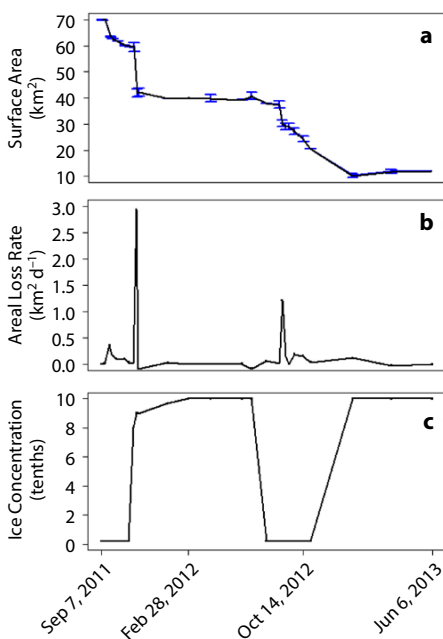 a
Surface Area
(km²)
70
60
50
40
30
20
10
b
Areal Loss Rate
(km² d⁻¹)
3.0
2.5
2.0
1.5
1.0
0.5
0.0
c
Ice Concentration
(tenths)
10
8
6
4
2
0
Sep 7, 2011
Feb 28, 2012
Oct 14, 2012
Jun 6, 2013